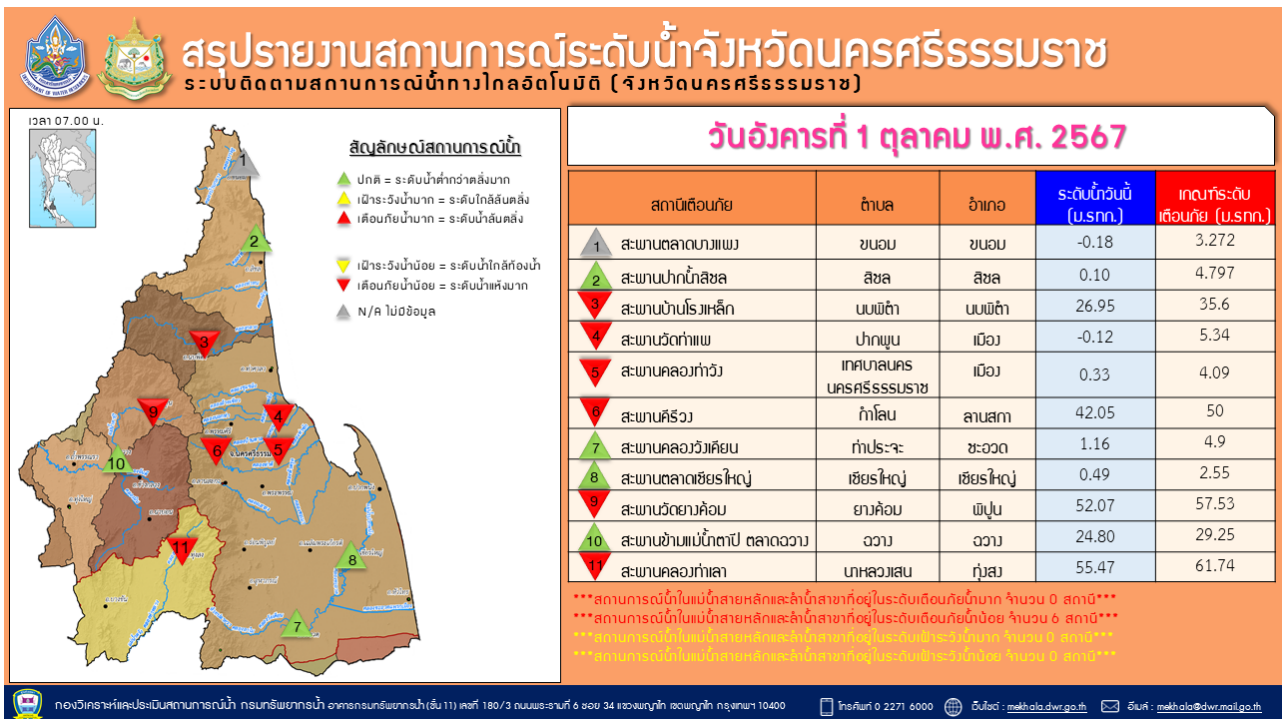 สรุปรายงานสถานการณ์ระดับน้ำจังหวัดนครศรีธรรมราช
ระบบติดตามสถานการณ์น้ำทางไกลอัตโนมัติ (จังหวัดนครศรีธรรมราช)
เวลา 07.00 น.
สัญลักษณ์สถานการณ์น้ำ
ปกติ = ระดับน้ำต่ำกว่าตลิ่งมาก
เฝ้าระวังน้ำมาก = ระดับใกล้ล้นตลิ่ง
เตือนภัยน้ำมาก = ระดับน้ำล้นตลิ่ง
เฝ้าระวังน้ำน้อย = ระดับน้ำใกล้ท้องน้ำ
เตือนภัยน้ำน้อย = ระดับน้ำแห้งมาก
N/A ไม่มีข้อมูล
1
2
3
9
4
6
5
10
11
8
7
วันอังคารที่ 1 ตุลาคม พ.ศ. 2567
สถานีเตือนภัย ตำบล อำเภอ ระดับน้ำวันนี้ (ม.รทก.) เกณฑ์ระดับเตือนภัย (ม.รทก.)
1 สะพานตลาดบางแพง ขนอม ขนอม -0.18 3.272
2 สะพานปากน้ำสิชล สิชล สิชล 0.10 4.797
3 สะพานบ้านโรงเหล็ก นบพิตำ นบพิตำ 26.95 35.6
4 สะพานวัดท่าแพ ปากพูน เมือง -0.12 5.34
5 สะพานคลองท่าวัง เทศบาลนครนครศรีธรรมราช เมือง 0.33 4.09
6 สะพานคีรีวง กำโลน ลานสกา 42.05 50
7 สะพานคลองวังเคียน ท่าประจะ ชะอวด 1.16 4.9
8 สะพานตลาดเชียรใหญ่ เชียรใหญ่ เชียรใหญ่ 0.49 2.55
9 สะพานวัดยางค้อม ยางค้อม พิปูน 52.07 57.53
10 สะพานข้ามแม่น้ำตาปี ตลาดฉวาง ฉวาง ฉวาง 24.80 29.25
11 สะพานคลองท่าเลา นาหลวงเสน ทุ่งสง 55.47 61.74
***สถานการณ์น้ำในแม่น้ำสายหลักและลำน้ำสาขาที่อยู่ในระดับเตือนภัยน้ำมาก จำนวน 0 สถานี***
***สถานการณ์น้ำในแม่น้ำสายหลักและลำน้ำสาขาที่อยู่ในระดับเตือนภัยน้ำน้อย จำนวน 6 สถานี***
***สถานการณ์น้ำในแม่น้ำสายหลักและลำน้ำสาขาที่อยู่ในระดับเฝ้าระวังน้ำมาก จำนวน 0 สถานี***
***สถานการณ์น้ำในแม่น้ำสายหลักและลำน้ำสาขาที่อยู่ในระดับเฝ้าระวังน้ำน้อย จำนวน 0 สถานี***
กองวิเคราะห์และประเมินสถานการณ์น้ำ กรมทรัพยากรน้ำ อาคารกรมทรัพยากรน้ำ(ชั้น 11) เลขที่ 180/3 ถนนพระรามที่ 6 ซอย 34 แขวงพญาไท เขตพญาไท กรุงเทพฯ 10400 โทรศัพท์ 0 2271 6000 เว็บไซต์ : mekhala.dwr.go.th อีเมล์ : mekhala@dwr.mail.go.th